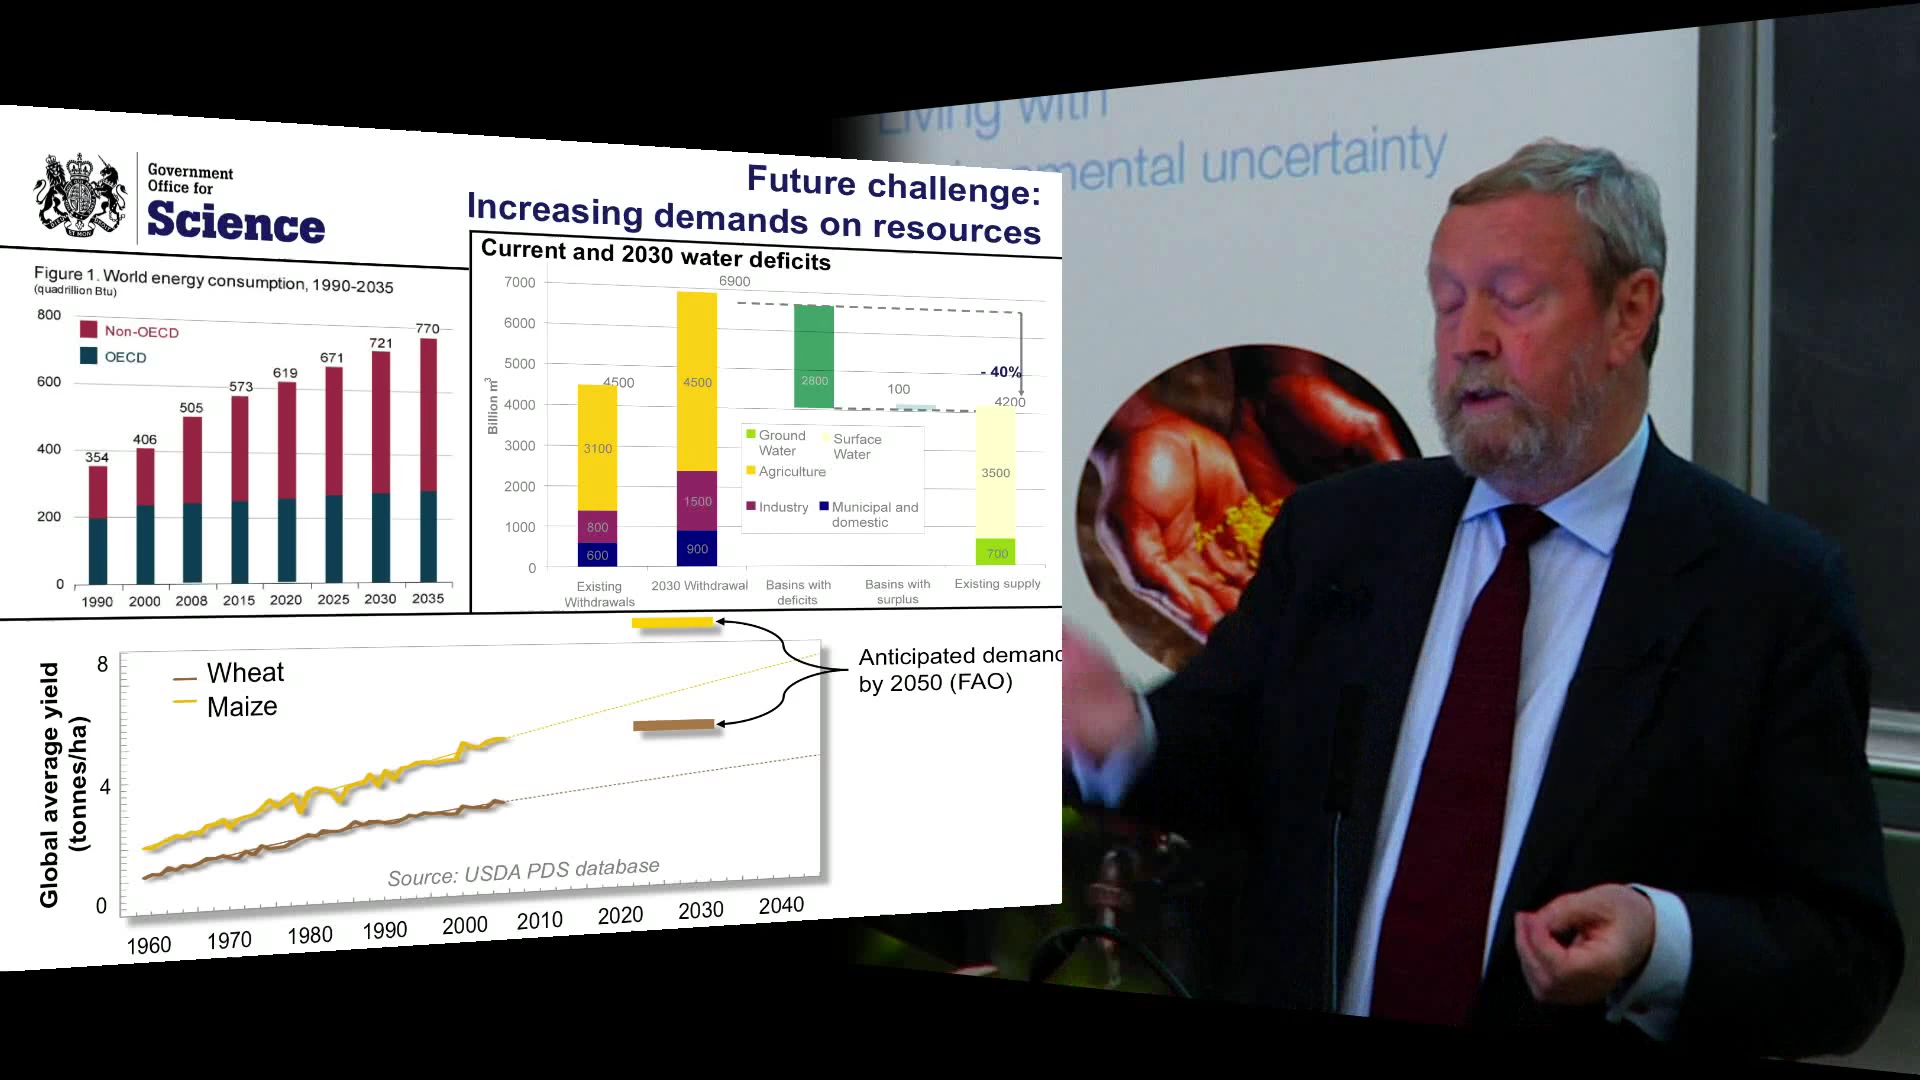 Living with
mental uncertainty
Government
Office for
Science
Future challenge:
Increasing demands on resources
Figure 1. World energy consumption, 1990-2035
(quadrillion Btu)
800
600
400
200
0
Non-OECD
OECD
354
406
505
573
619
671
721
770
1990
2000
2008
2015
2020
2025
2030
2035
Current and 2030 water deficits
Billion m³
7000
6000
5000
4000
3000
2000
1000
0
6900
4500
4500
3100
800
600
1500
900
2800
100
- 40%
4200
3500
700
Ground
Water
Surface
Water
Agriculture
Industry
Municipal and
domestic
Existing
Withdrawals
2030 Withdrawal
Basins with
deficits
Basins with
surplus
Existing supply
Global average yield
(tonnes/ha)
8
4
0
Wheat
Maize
Source: USDA PDS database
1960
1970
1980
1990
2000
2010
2020
2030
2040
Anticipated deman
by 2050 (FAO)